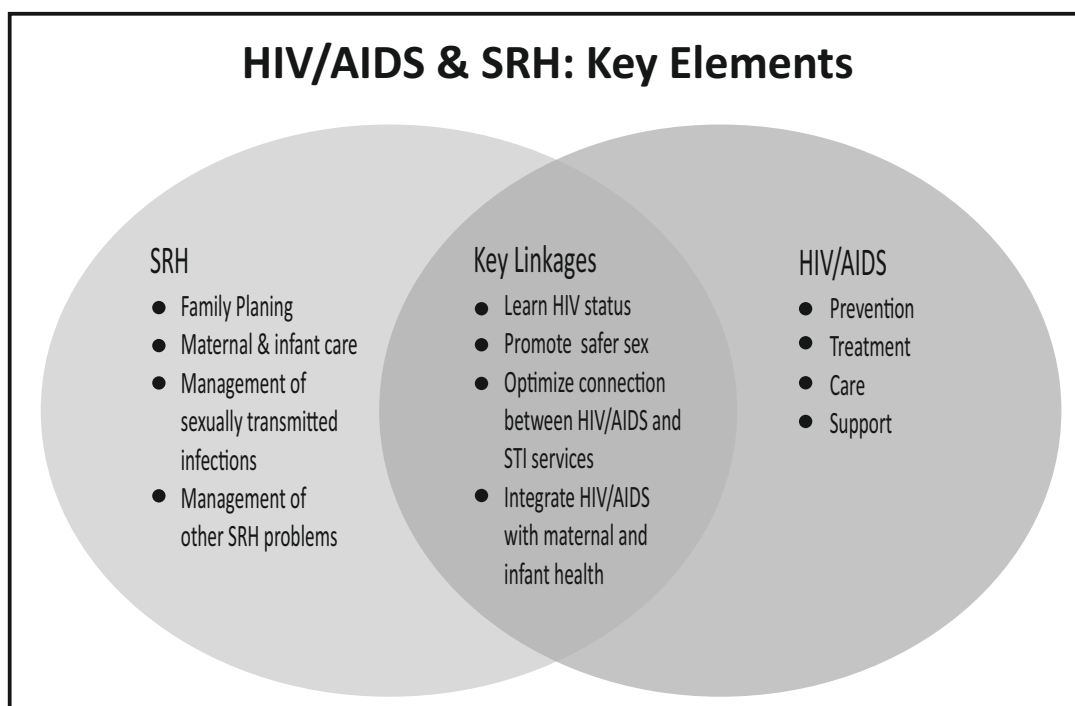 HIV/AIDS & SRH: Key Elements
SRH
● Family Planing
● Maternal & infant care
● Management of
sexually transmitted
infections
● Management of
other SRH problems
Key Linkages
● Learn HIV status
● Promote safer sex
● Optimize connection
between HIV/AIDS and
STI services
● Integrate HIV/AIDS
with maternal and
infant health
HIV/AIDS
● Prevention
● Treatment
● Care
● Support